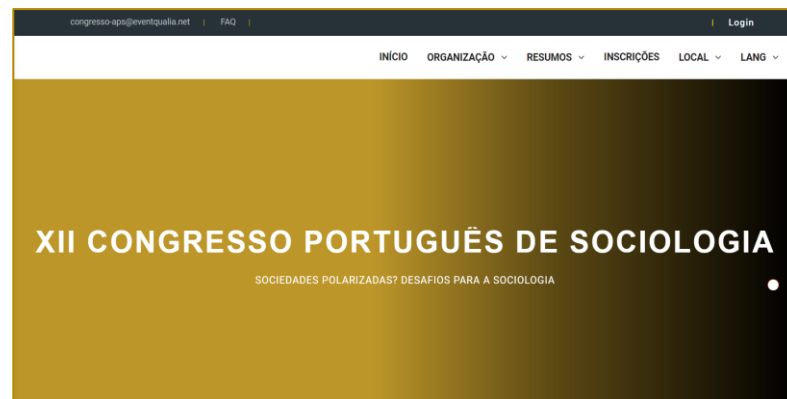 congresso-aps@eventqualia.net | FAQ | | Login
INÍCIO ORGANIZAÇÃO RESUMOS INSCRIÇÕES LOCAL LANG
XII CONGRESSO PORTUGUÊS DE SOCIOLOGIA
SOCIEDADES POLARIZADAS? DESAFIOS PARA A SOCIOLOGIA